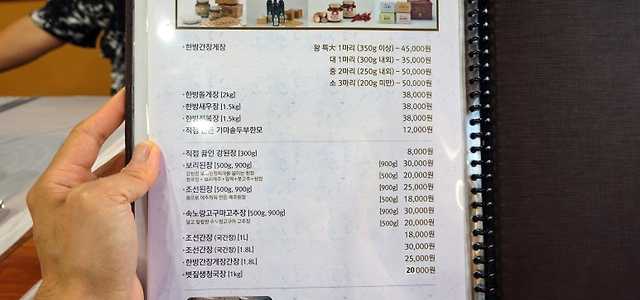 ·한방간장게장 왕 특大 1마리 (350g 이상) – 45,000원
대 1마리 (300g 내외) – 35,000원
중 2마리 (250g 내외) – 50,000원
소 3마리 (200g 미만) – 50,000원
·한방돌게장 [2kg] 38,000원
·한방새우장 [1.5kg] 38,000원
·한방전복장 [1.5kg] 38,000원
·직접 만든 가마솥두부한모 12,000원
·직접 끓인 강된장 [300g] 8,000원
·보리된장 [500g, 900g] [900g] 30,000원
[500g] 20,000원
·조선된장 [500g, 900g] [900g] 25,000원
[500g] 18,000원
·속노랑고구마고추장 [500g, 900g] [900g] 30,000원
[500g] 20,000원
·조선간장 (국간장) [1L] 18,000원
·조선간장 (국간장) [1.8L] 30,000원
·한방간장게장간장 [1.8L] 25,000원
·볏짚생청국장 [1kg] 20,000원